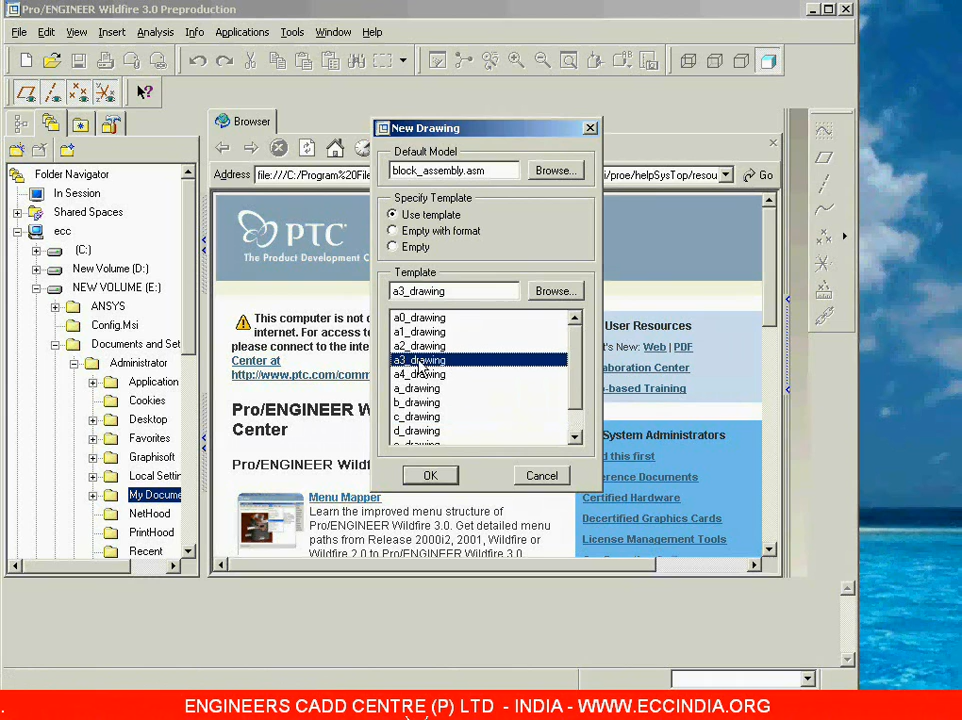 Pro/ENGINEER Wildfire 3.0 Preproduction
File Edit View Insert Analysis Info Applications Tools Window Help
Browser
Address file:///C:/Program%20File i/proe/helpSysTop/resou Go
Folder Navigator
In Session
Shared Spaces
ecc
(C:)
New Volume (D:)
NEW VOLUME (E:)
ANSYS
Config.Msi
Documents and Set
Administrator
Application
Cookies
Desktop
Favorites
Graphisoft
Local Settin
My Docume
NetHood
PrintHood
Recent
PTC
The Product Development C
This computer is
information. For access t
please connect to the inte
Center at
http://www.ptc.com/comm
Pro/ENGINEER W
Center
Pro/ENGINEER Wildf
Menu Mapper
Learn the improved menu structure of
Pro/ENGINEER Wildfire 3.0. Get detailed menu
paths from Release 2000i2, 2001, Wildfire or
Wildfire 2.0 to Pro/ENGINEER Wildfire 3.0
User Resources
t's New: Web | PDF
aboration Center
b-based Training
System Administrators
d this first
erence Documents
Certified Hardware
Decertified Graphics Cards
License Management Tools
New Drawing
Default Model
block_assembly.asm Browse...
Specify Template
Use template
Empty with format
Empty
Template
a3_drawing Browse...
a0_drawing
a1_drawing
a2_drawing
a3_drawing
a4_drawing
a_drawing
b_drawing
c_drawing
d_drawing
OK Cancel
ENGINEERS CADD CENTRE (P) LTD - INDIA - WWW.ECCINDIA.ORG